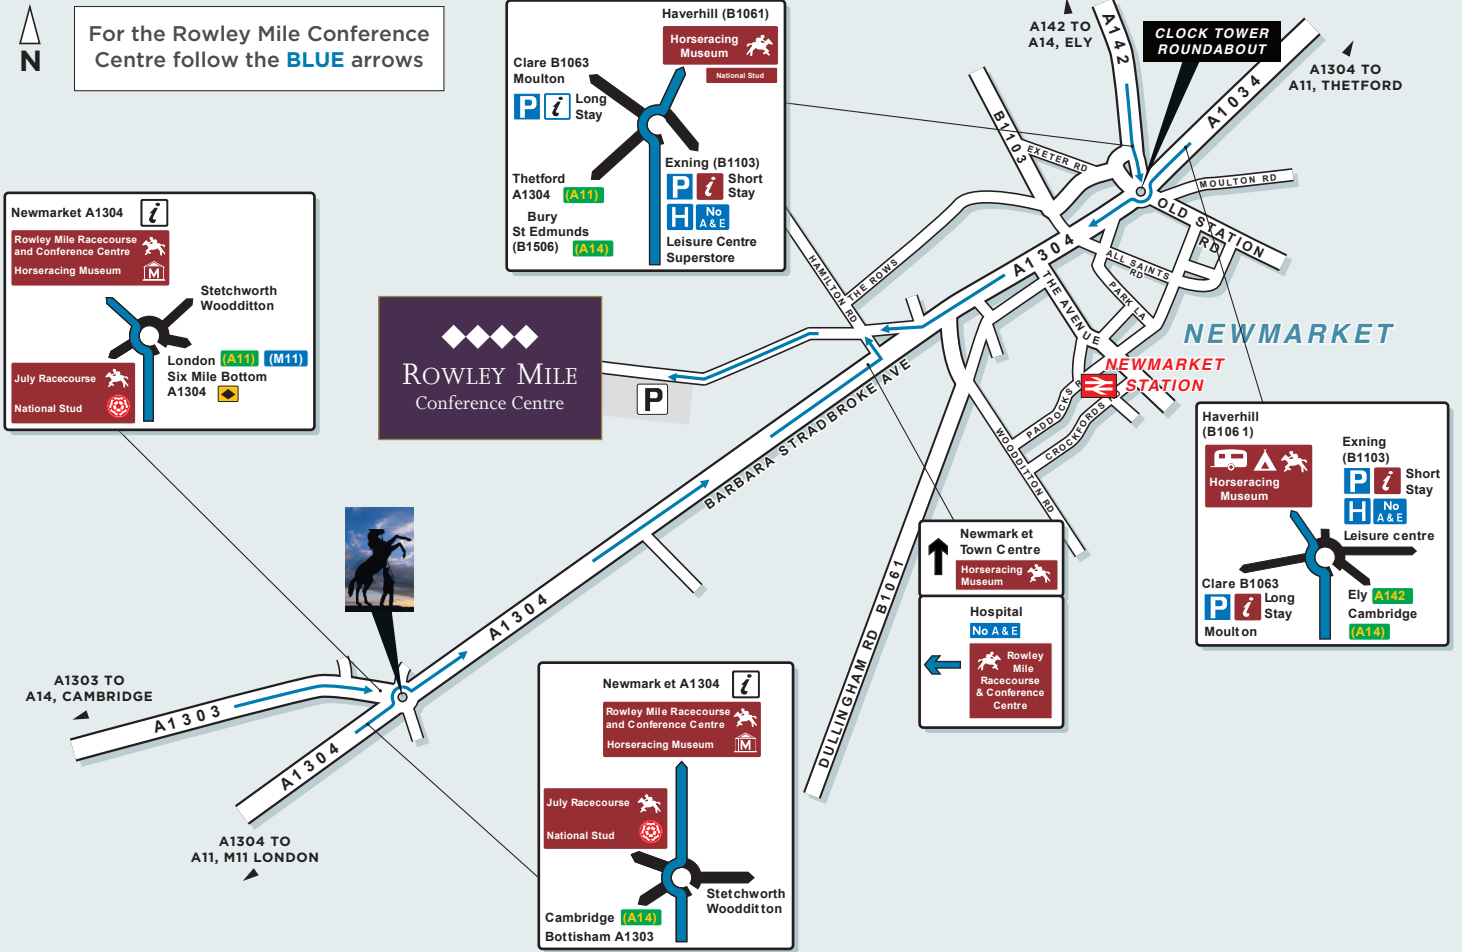 N
For the Rowley Mile Conference
Centre follow the BLUE arrows
Haverhill (B1061)
Horseracing
Museum
National Stud
Clare B1063
Moulton
P i Long
Stay
Thetford
A1304 (A11)
Bury
St Edmunds
(B1506) (A14)
Exning (B1103)
P i Short
Stay
H No
A & E
Leisure Centre
Superstore
A142 TO
A14, ELY
A142
CLOCK TOWER
ROUNDABOUT
A1304 TO
A11, THETFORD
A1034
B1103
EXETER RD
MOULTON RD
OLD STATION
RD
A1304
ALL SAINTS
RD
HAMILTON RD
THE ROWS
THE AVENUE
PARK LA
NEWMARKET
NEWMARKET
STATION
PADDOCKS
CROCKFORDS
WOODDITTON RD
BARBARA STRADBROKE AVE
DULLINGHAM RD B1061
Newmarket A1304 i
Rowley Mile Racecourse
and Conference Centre
Horseracing Museum M
Stetchworth
Woodditton
London (A11) (M11)
Six Mile Bottom
A1304
July Racecourse
National Stud
ROWLEY MILE
Conference Centre
P
Haverhill
(B106 1)
Horseracing
Museum
Exning
(B1103)
P i Short
Stay
H No
A & E
Leisure centre
Clare B1063
P i Long
Stay
Moulton
Ely A142
Cambridge
(A14)
Newmark et
Town Centre
Horseracing
Museum
Hospital
No A & E
Rowley
Mile
Racecourse
& Conference
Centre
A1304
A1303 TO
A14, CAMBRIDGE
A1303
A1304
A1304 TO
A11, M11 LONDON
Newmark et A1304 i
Rowley Mile Racecourse
and Conference Centre
Horseracing Museum M
July Racecourse
National Stud
Stetchworth
Woodditton
Cambridge (A14)
Bottisham A1303